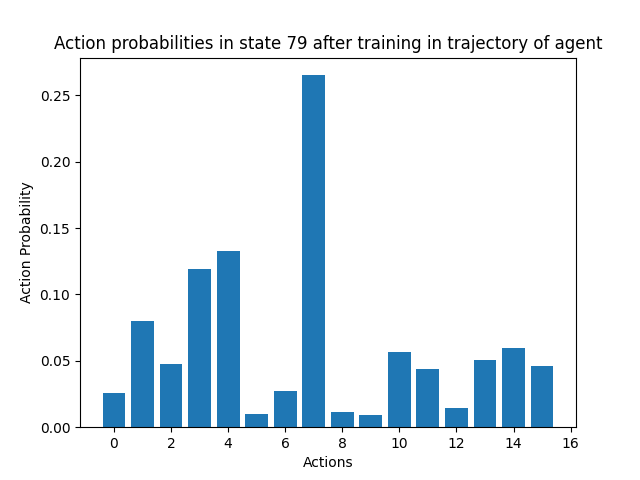 Action probabilities in state 79 after training in trajectory of agent
0.25
0.20
0.15
0.10
0.05
0.00
Action Probability
0 2 4 6 8 10 12 14 16
Actions